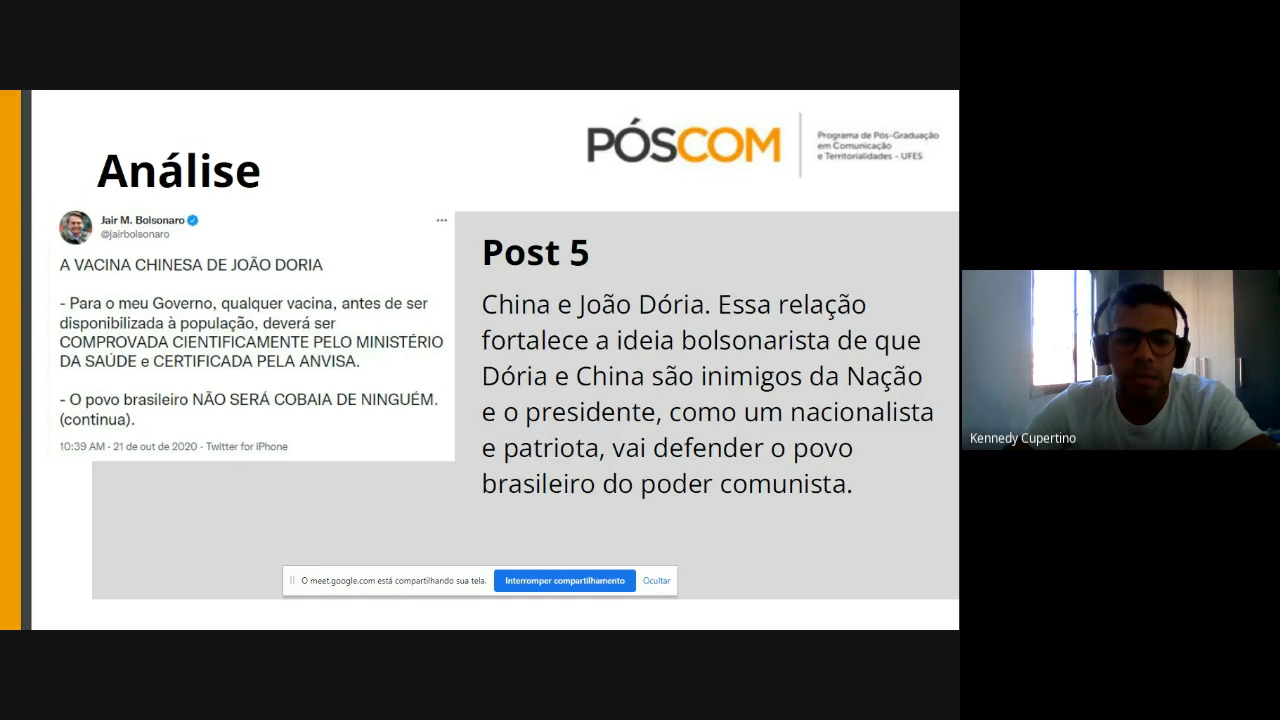 PÓSCOM
Programa de Pós-Graduação
em Comunicação
e Territorialidades - UFES
Análise
Jair M. Bolsonaro
@jairbolsonaro
A VACINA CHINESA DE JOÃO DORIA
- Para o meu Governo, qualquer vacina, antes de ser
disponibilizada à população, deverá ser
COMPROVADA CIENTIFICAMENTE PELO MINISTÉRIO
DA SAÚDE e CERTIFICADA PELA ANVISA.
- O povo brasileiro NÃO SERÁ COBAIA DE NINGUÉM.
(continua).
10:39 AM · 21 de out de 2020 · Twitter for iPhone
Post 5
China e João Dória. Essa relação
fortalece a ideia bolsonarista de que
Dória e China são inimigos da Nação
e o presidente, como um nacionalista
e patriota, vai defender o povo
brasileiro do poder comunista.
O meet.google.com está compartilhando sua tela.
Interromper compartilhamento
Ocultar
Kennedy Cupertino